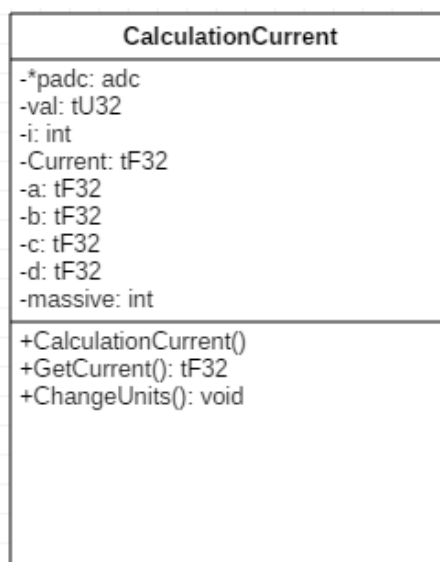 CalculationCurrent
-*padc: adc
-val: tU32
-i: int
-Current: tF32
-a: tF32
-b: tF32
-c: tF32
-d: tF32
-massive: int
+CalculationCurrent()
+GetCurrent(): tF32
+ChangeUnits(): void